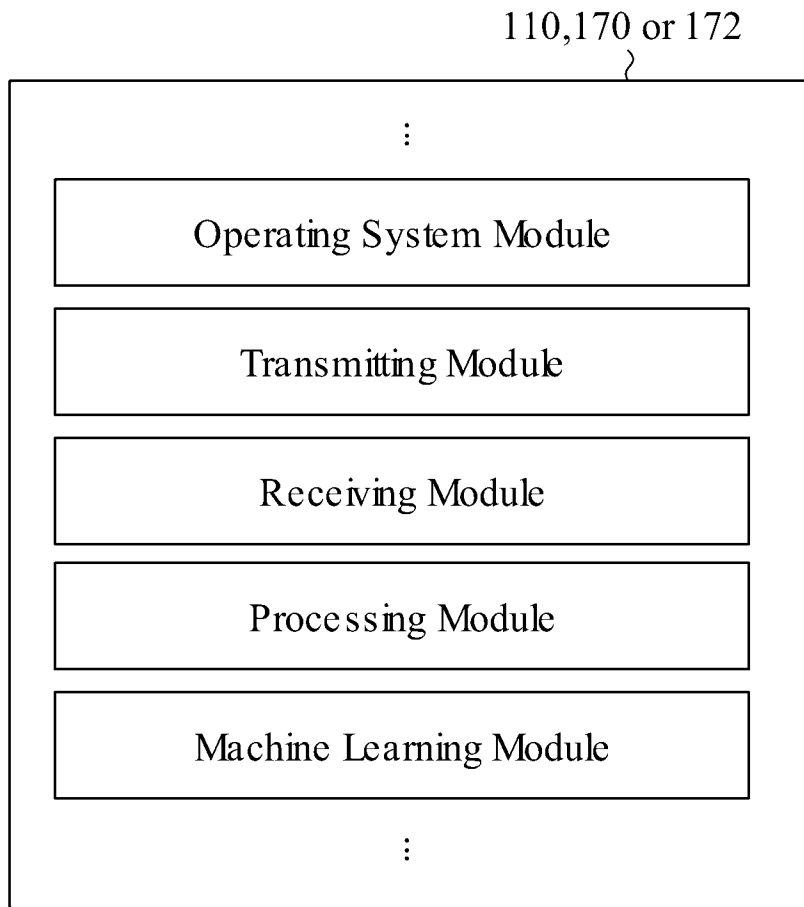 110,170 or 172
⋮
Operating System Module
Transmitting Module
Receiving Module
Processing Module
Machine Learning Module
⋮